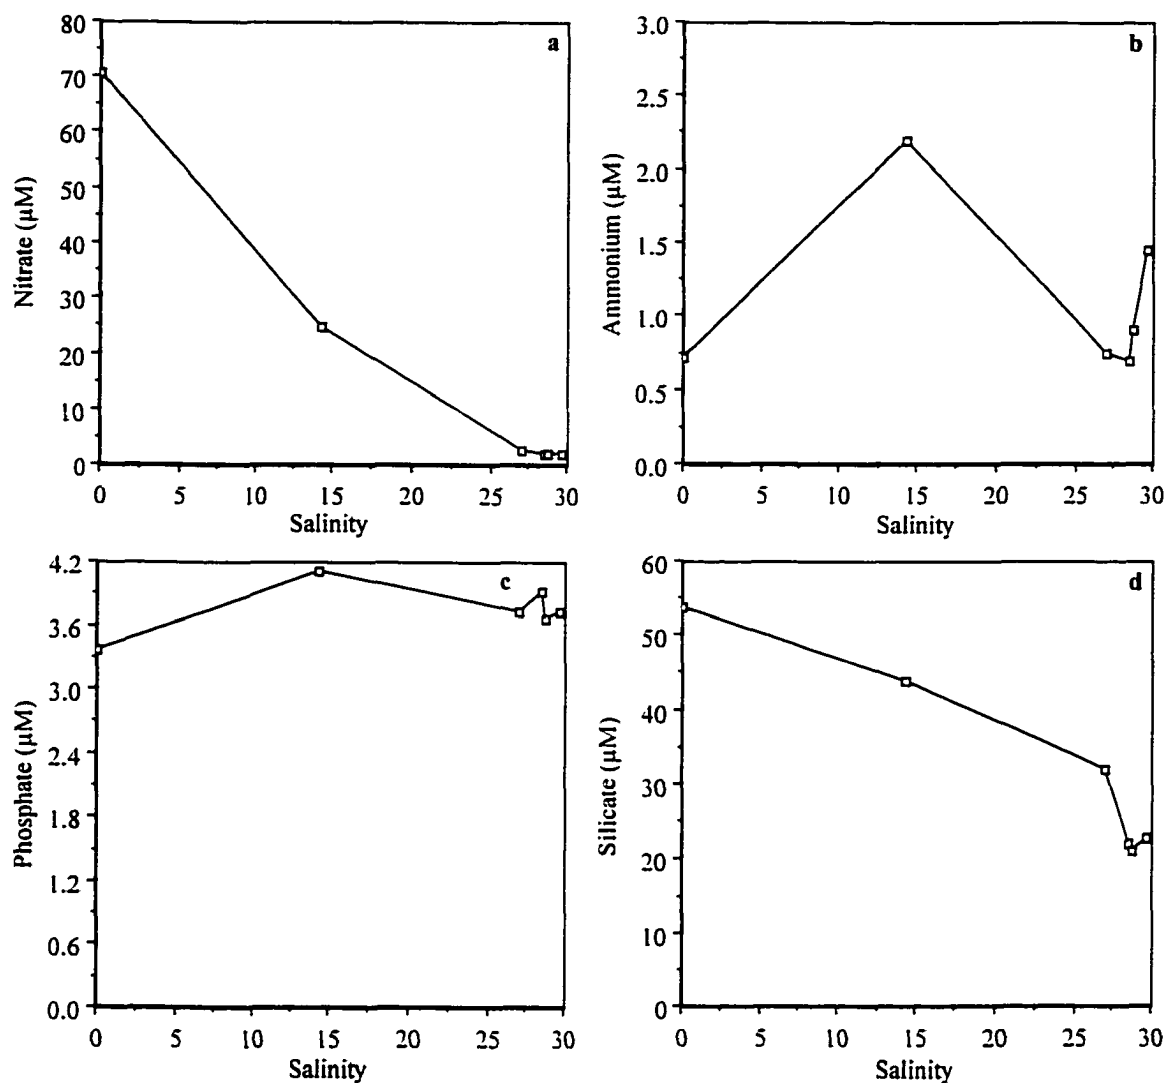 a
Nitrate (µM)
80
70
60
50
40
30
20
10
0
0 5 10 15 20 25 30
Salinity
b
Ammonium (µM)
3.0
2.5
2.0
1.5
1.0
0.5
0.0
0 5 10 15 20 25 30
Salinity
c
Phosphate (µM)
4.2
3.6
3.0
2.4
1.8
1.2
0.6
0.0
0 5 10 15 20 25 30
Salinity
d
Silicate (µM)
60
50
40
30
20
10
0
0 5 10 15 20 25 30
Salinity